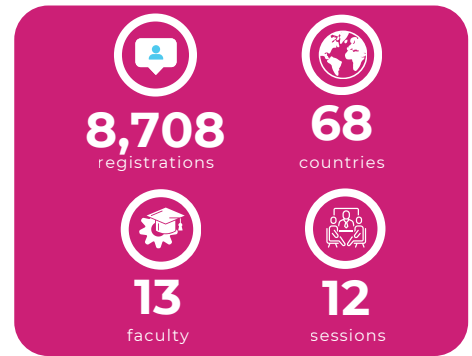 8,708
registrations
68
countries
13
faculty
12
sessions